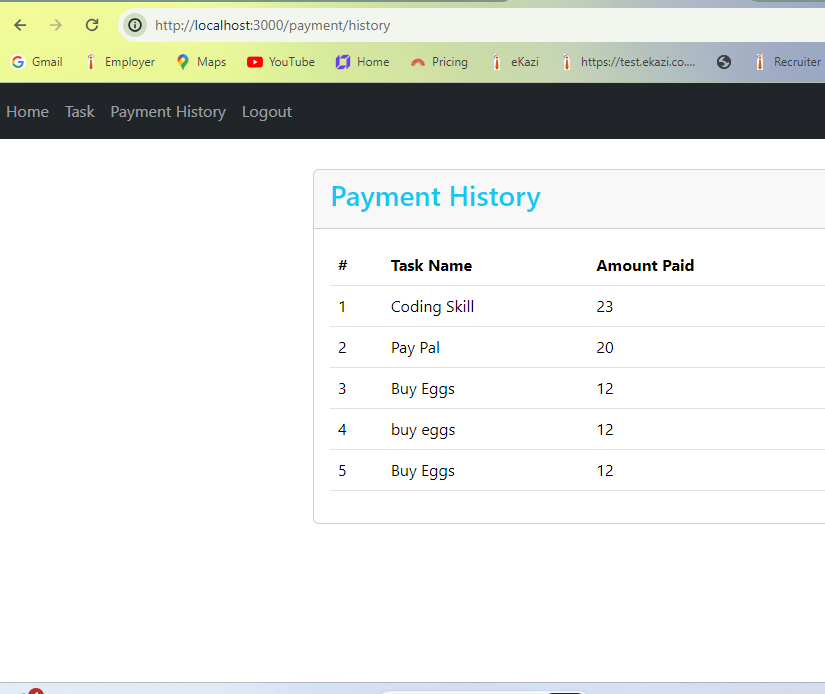 http://localhost:3000/payment/history
Gmail Employer Maps YouTube Home Pricing eKazi https://test.ekazi.co.... Recruiter
Home Task Payment History Logout
Payment History
# Task Name Amount Paid
1 Coding Skill 23
2 Pay Pal 20
3 Buy Eggs 12
4 buy eggs 12
5 Buy Eggs 12